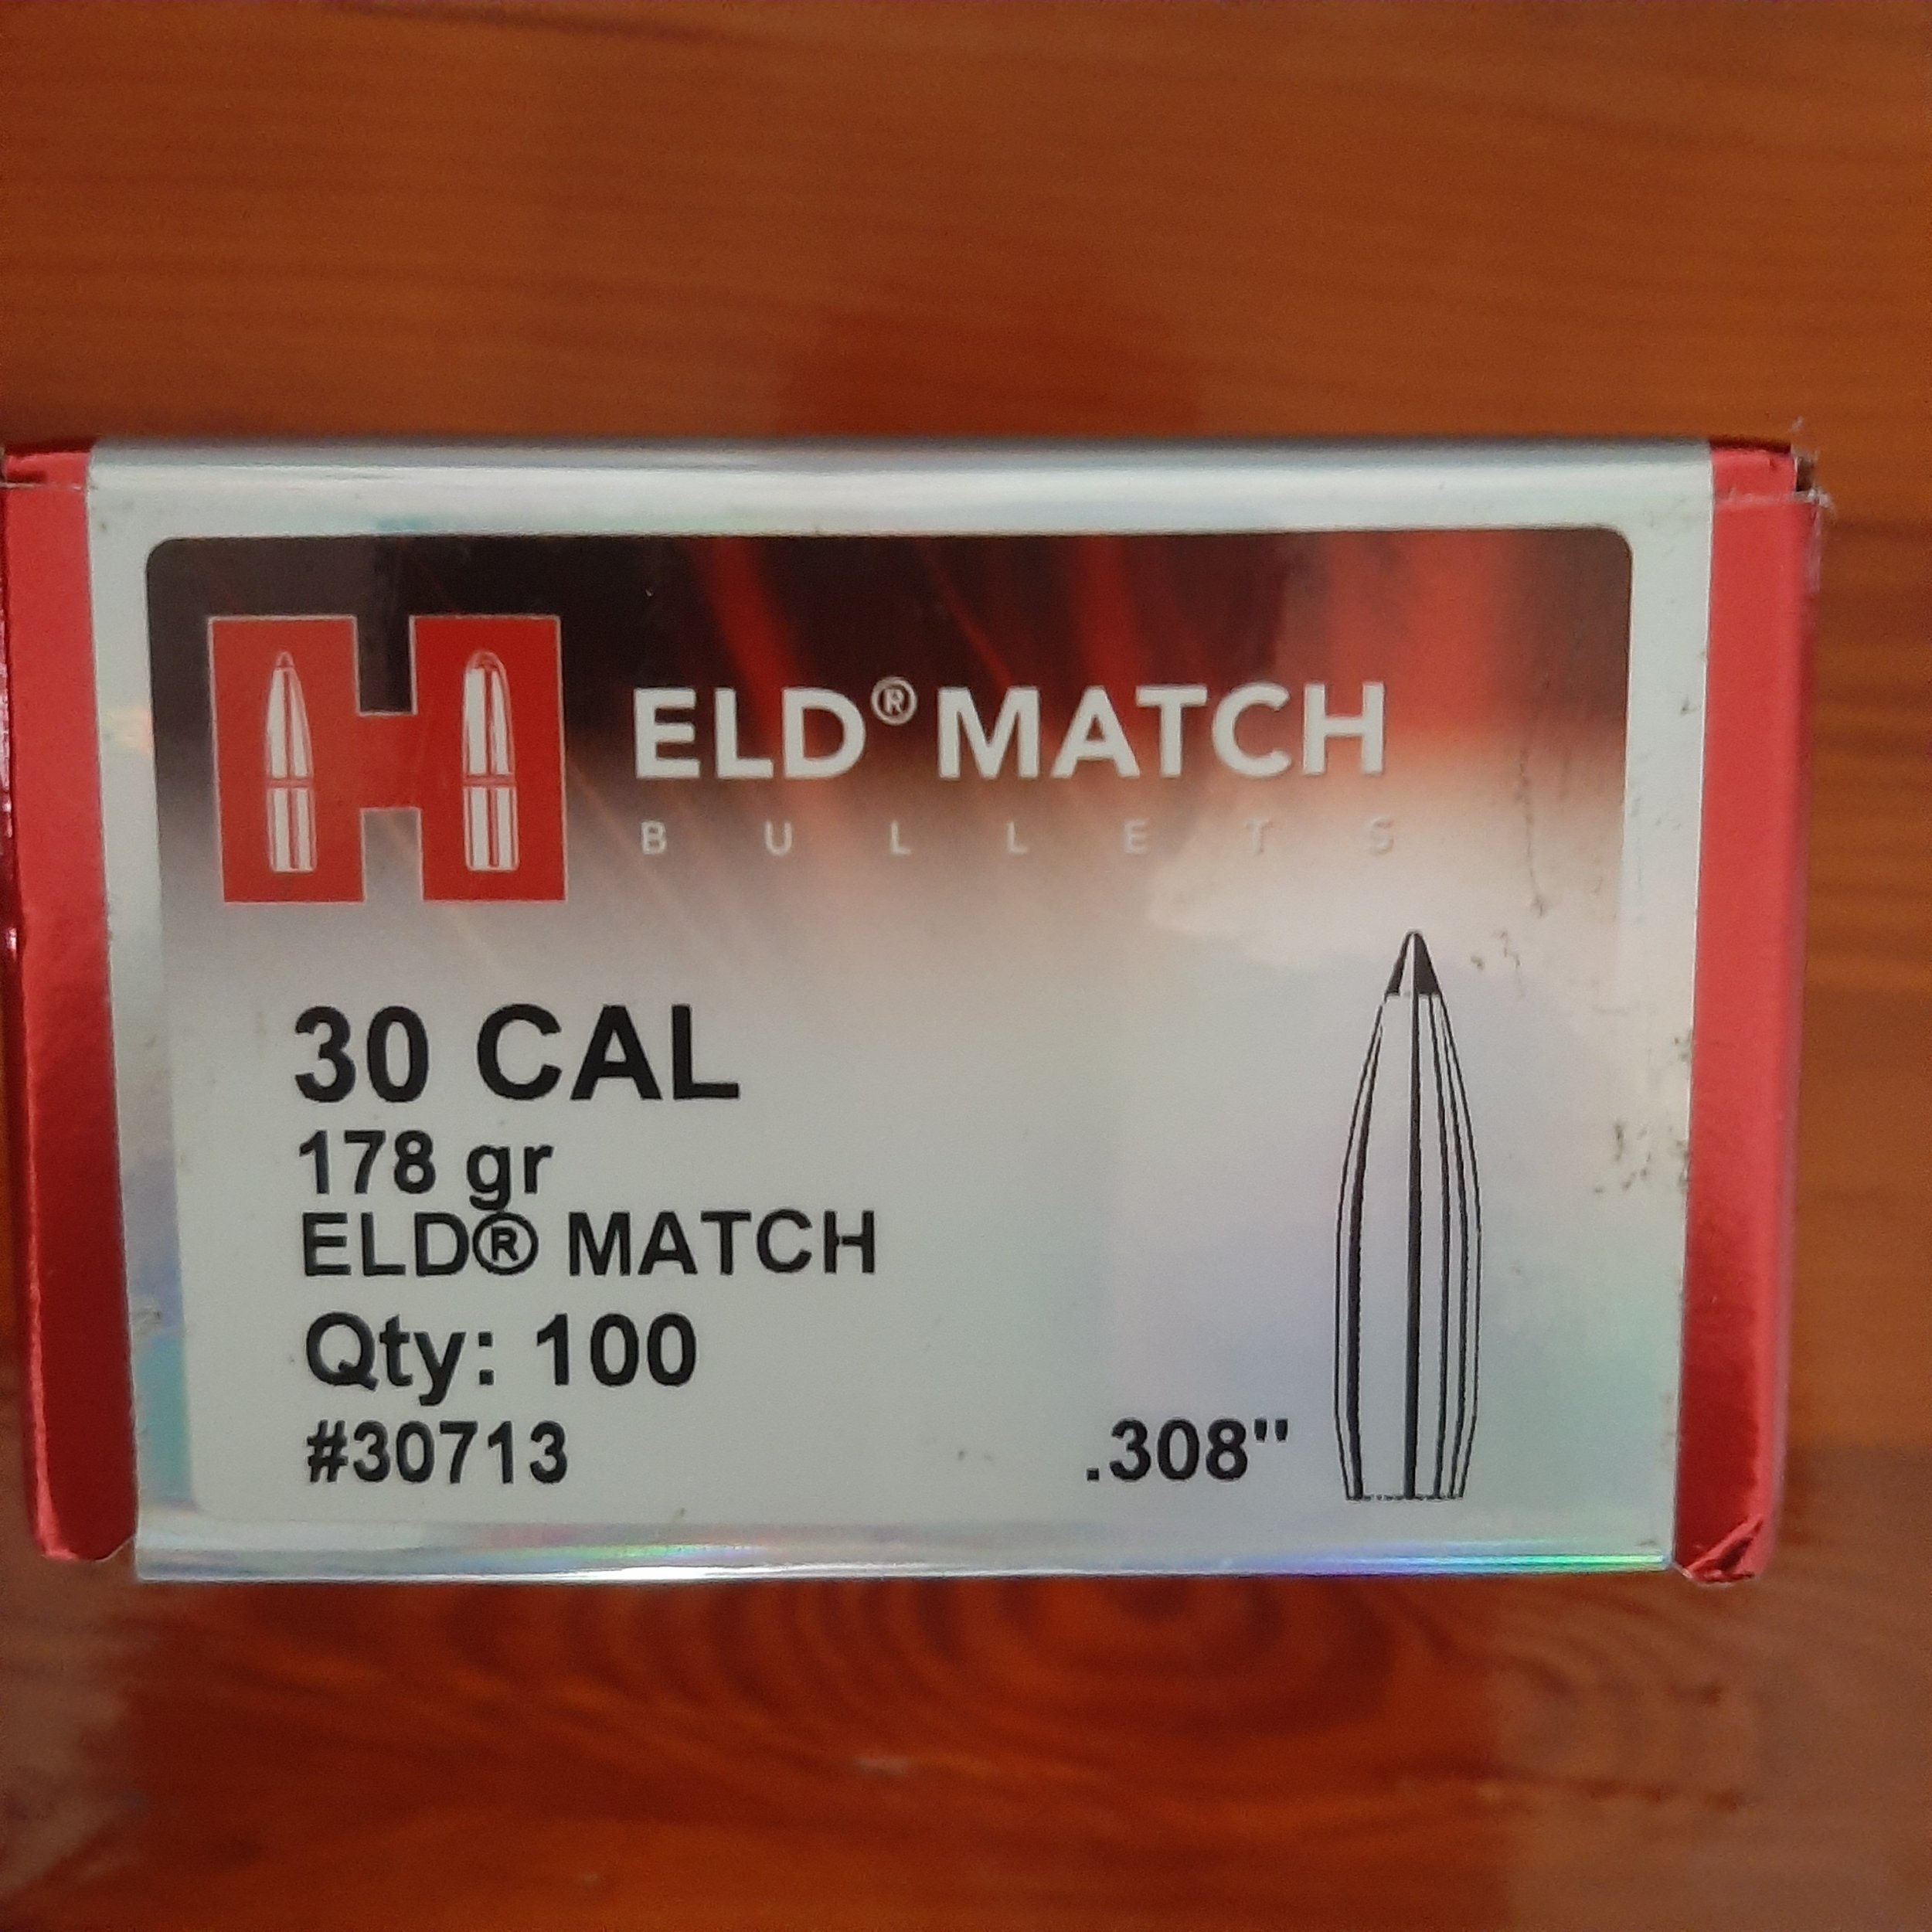 H ELD® MATCH
BULLETS
30 CAL
178 gr
ELD® MATCH
Qty: 100
#30713
.308"